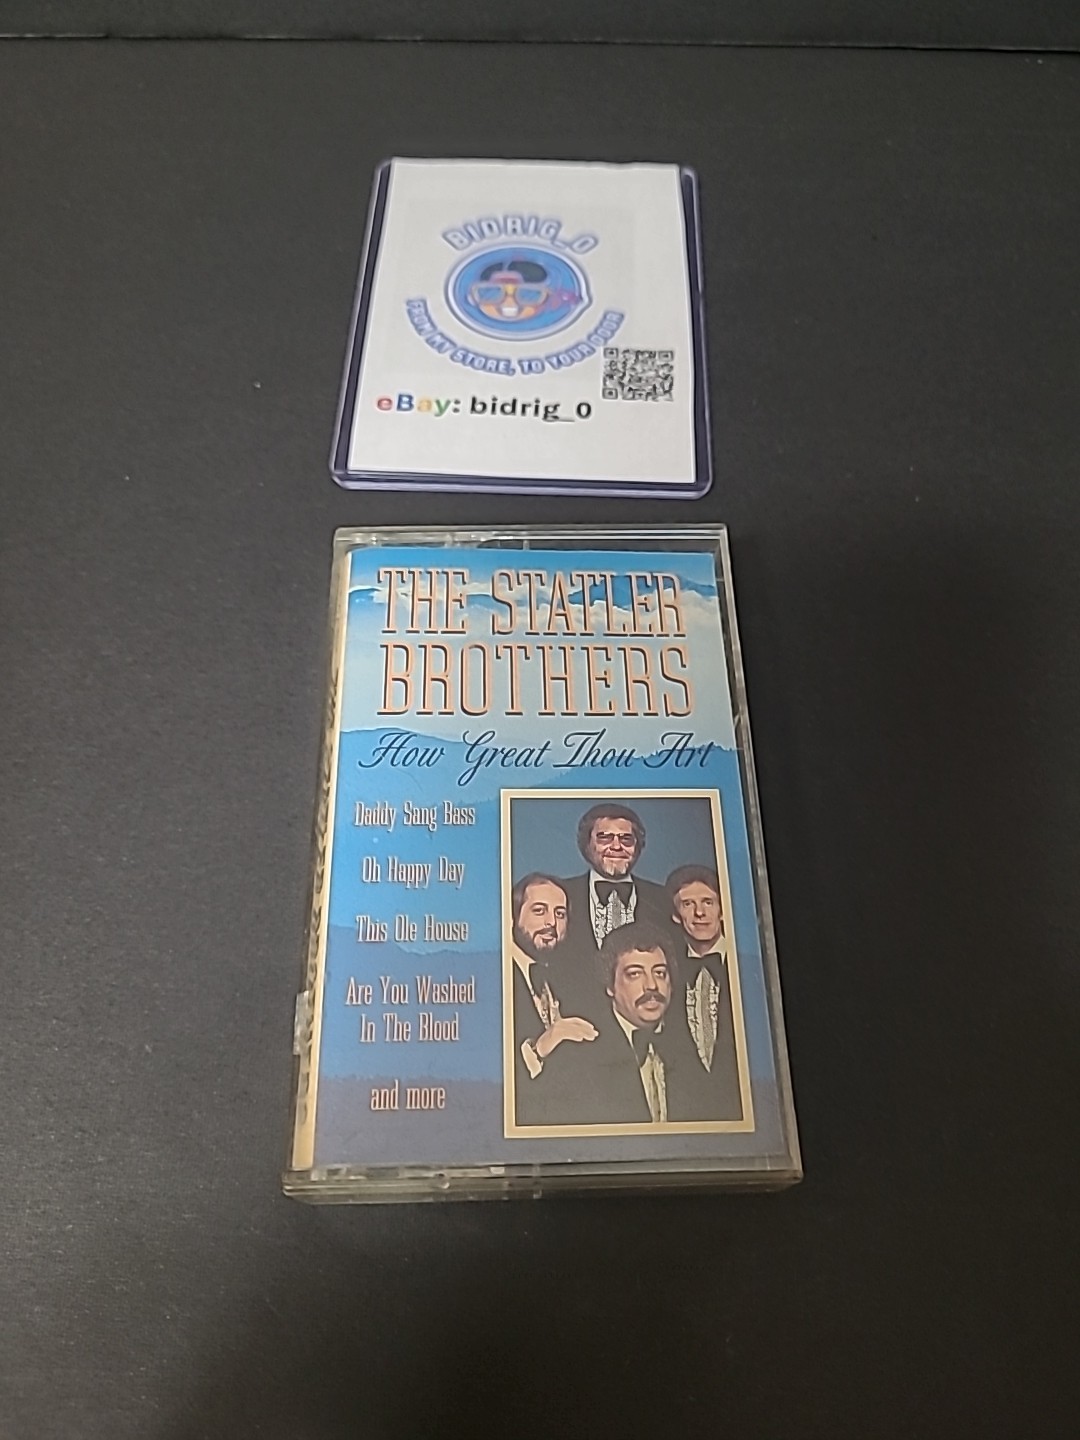 BIDRIG_0
FROM MY STORE, TO YOUR DOOR
eBay: bidrig_0
THE STATLER
BROTHERS
How Great Thou Art
Daddy Sang Bass
Oh Happy Day
This Ole House
Are You Washed
In The Blood
and more